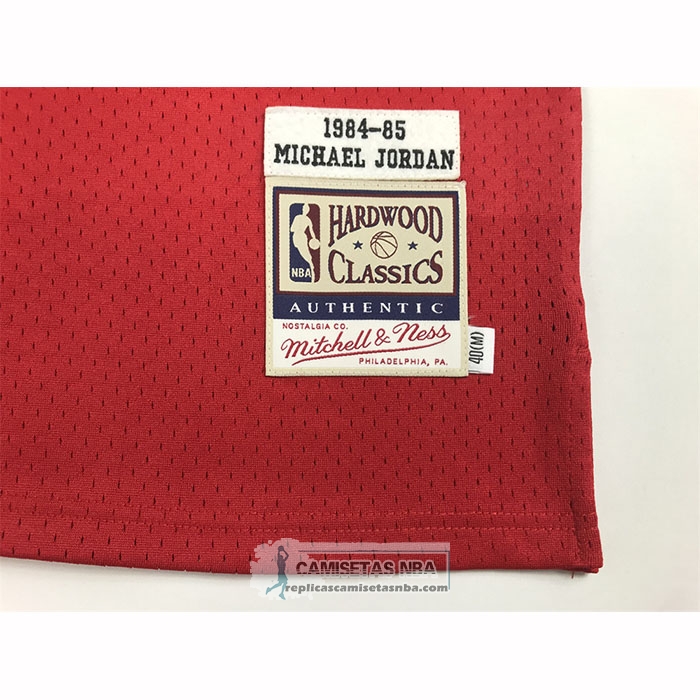 1984-85
MICHAEL JORDAN
NBA
HARDWOOD
CLASSICS
AUTHENTIC
NOSTALGIA CO.
Mitchell & Ness
PHILADELPHIA, PA.
40(M)
CAMISETAS NBA
replicascamisetasnba.com